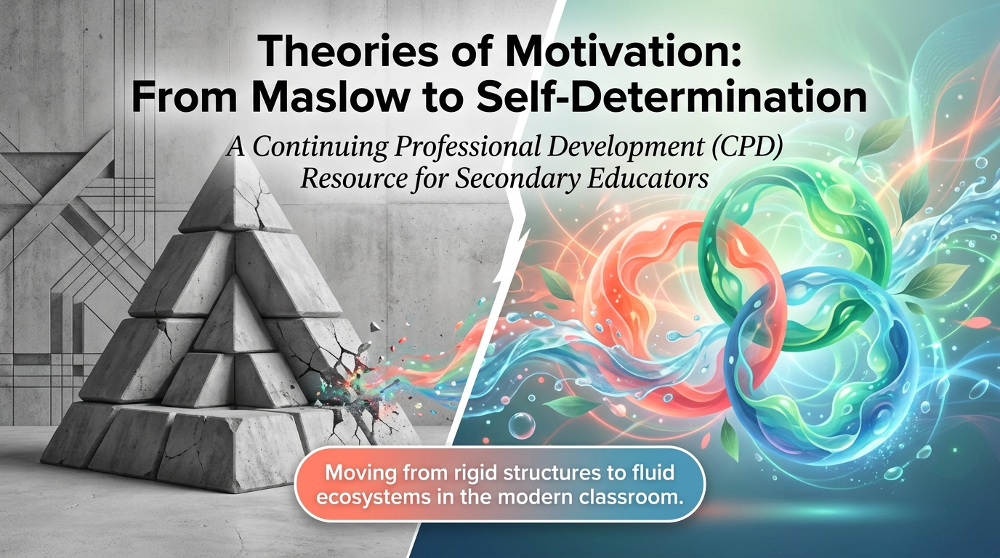 Theories of Motivation:
From Maslow to Self-Determination
A Continuing Professional Development (CPD)
Resource for Secondary Educators
Moving from rigid structures to fluid
ecosystems in the modern classroom.